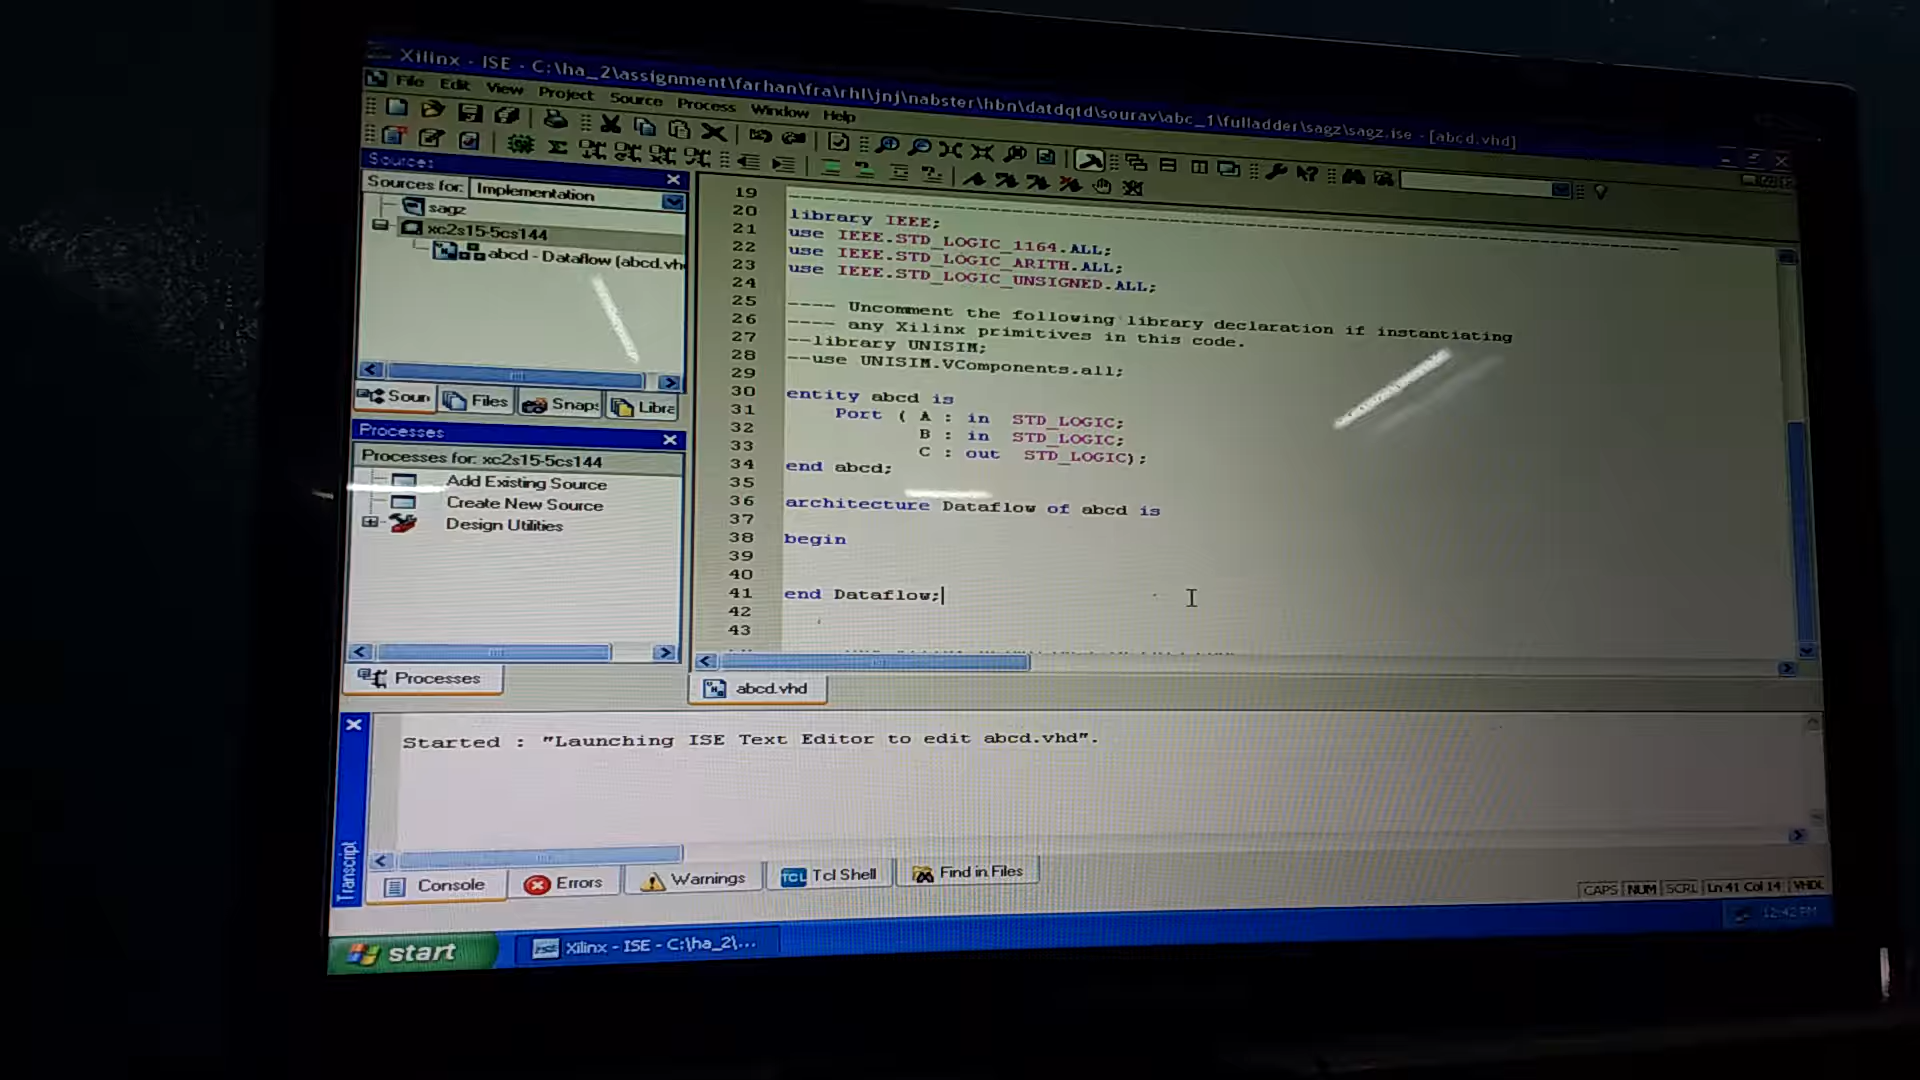 Xilinx - ISE - C:\ha_2\assignment\farhan\fra\rhl\jnj\nabster\hbn\datdqtd\sourav\abc_1\fulladder\sagz\sagz.ise - [abcd.vhd]
File Edit View Project Source Process Window Help
Sources
Sources for: Implementation
sagz
xc2s15-5cs144
abcd - Dataflow (abcd.vh
Sour Files Snap: Libra
Processes
Processes for: xc2s15-5cs144
Add Existing Source
Create New Source
Design Utilities
Processes
19 --------------------------------------------------------------------------------
20 library IEEE;
21 use IEEE.STD_LOGIC_1164.ALL;
22 use IEEE.STD_LOGIC_ARITH.ALL;
23 use IEEE.STD_LOGIC_UNSIGNED.ALL;
24
25 ---- Uncomment the following library declaration if instantiating
26 ---- any Xilinx primitives in this code.
27 --library UNISIM;
28 --use UNISIM.VComponents.all;
29
30 entity abcd is
31 Port ( A : in STD_LOGIC;
32 B : in STD_LOGIC;
33 C : out STD_LOGIC);
34 end abcd;
35
36 architecture Dataflow of abcd is
37
38 begin
39
40
41 end Dataflow;
42
43
abcd.vhd
Started : "Launching ISE Text Editor to edit abcd.vhd".
Transcript
Console Errors Warnings TCL Tcl Shell Find in Files
CAPS NUM SCRL Ln 41 Col 14 VHDL
start Xilinx - ISE - C:\ha_2\... 12:42 PM